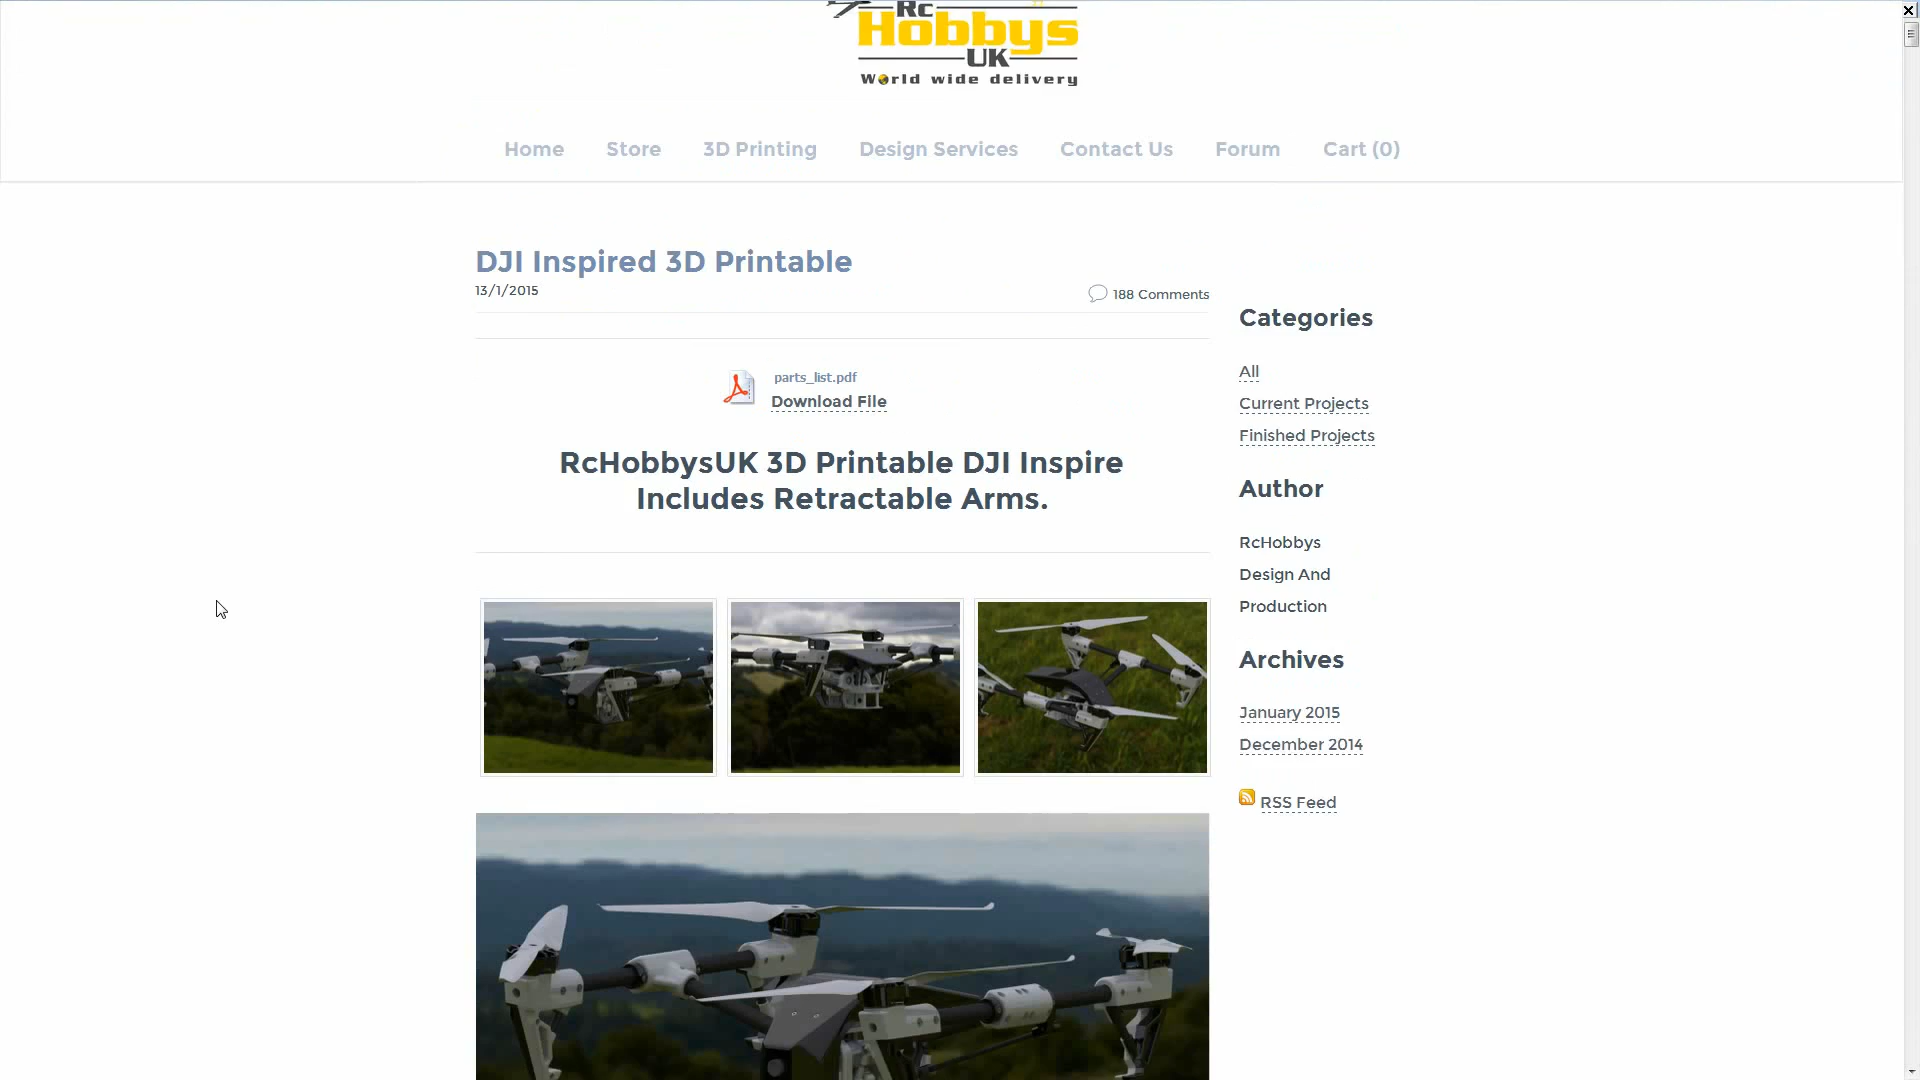 Rc
Hobbys
UK
World wide delivery
Home Store 3D Printing Design Services Contact Us Forum Cart (0)
DJI Inspired 3D Printable
13/1/2015
188 Comments
parts_list.pdf
Download File
RcHobbysUK 3D Printable DJI Inspire
Includes Retractable Arms.
Categories
All
Current Projects
Finished Projects
Author
RcHobbys
Design And
Production
Archives
January 2015
December 2014
RSS Feed